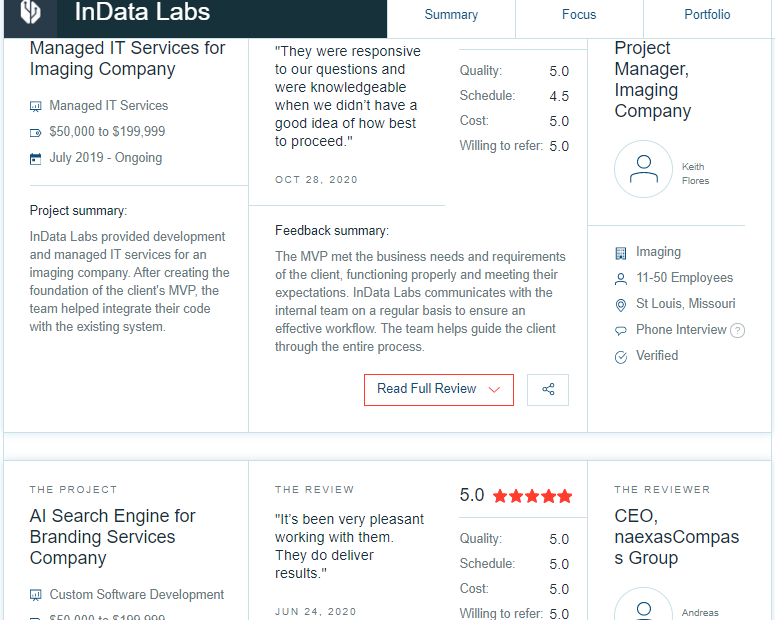 InData Labs
Summary
Focus
Portfolio
Managed IT Services for
Imaging Company
Managed IT Services
$50,000 to $199,999
July 2019 - Ongoing
Project summary:
InData Labs provided development
and managed IT services for an
imaging company. After creating the
foundation of the client's MVP, the
team helped integrate their code
with the existing system.
"They were responsive
to our questions and
were knowledgeable
when we didn’t have a
good idea of how best
to proceed."
OCT 28, 2020
Quality: 5.0
Schedule: 4.5
Cost: 5.0
Willing to refer: 5.0
Feedback summary:
The MVP met the business needs and requirements
of the client, functioning properly and meeting their
expectations. InData Labs communicates with the
internal team on a regular basis to ensure an
effective workflow. The team helps guide the client
through the entire process.
Read Full Review
Project
Manager,
Imaging
Company
Keith
Flores
Imaging
11-50 Employees
St Louis, Missouri
Phone Interview ?
Verified
THE PROJECT
AI Search Engine for
Branding Services
Company
Custom Software Development
$50,000 to $199,999
THE REVIEW
"It’s been very pleasant
working with them.
They do deliver
results."
JUN 24, 2020
5.0
Quality: 5.0
Schedule: 5.0
Cost: 5.0
Willing to refer: 5.0
THE REVIEWER
CEO,
naexasCompas
s Group
Andreas